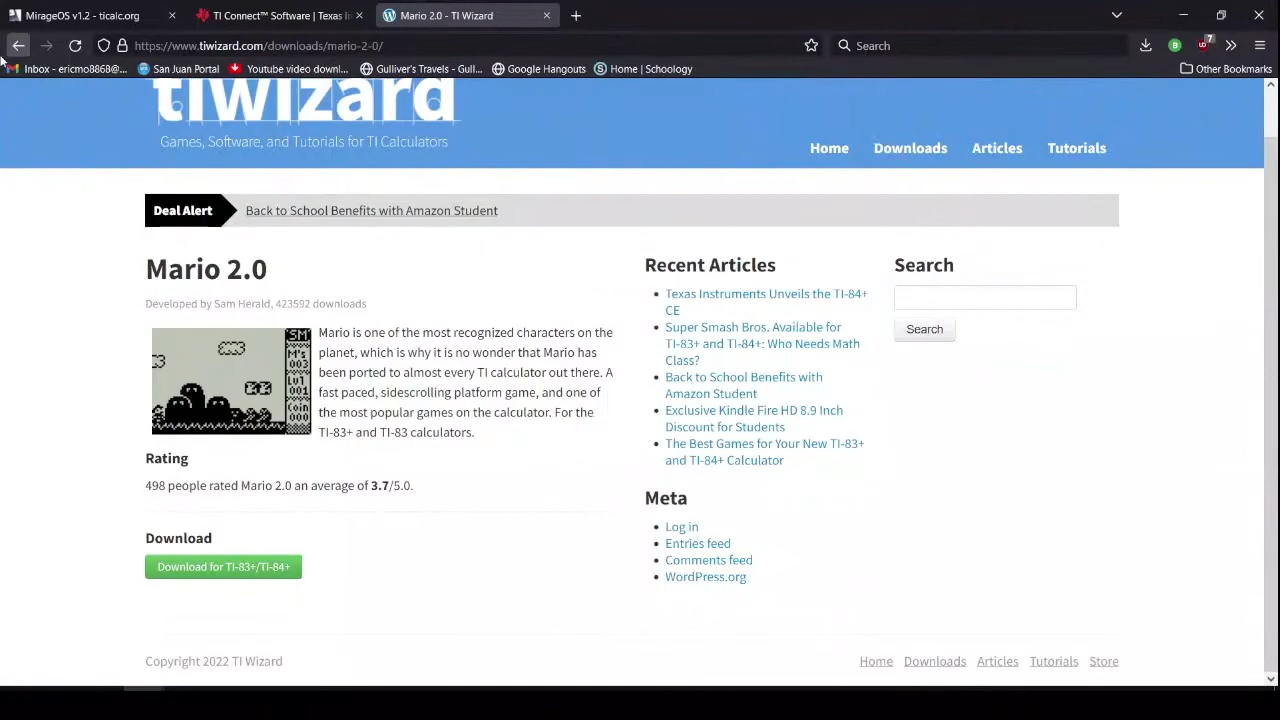 MirageOS v1.2 - ticalc.org
TI Connect™ Software | Texas In
Mario 2.0 - TI Wizard
https://www.tiwizard.com/downloads/mario-2-0/
Search
7
Inbox - ericmo8868@...
San Juan Portal
Youtube video downl...
Gulliver's Travels - Gull...
Google Hangouts
Home | Schoology
Other Bookmarks
tiwizard
Games, Software, and Tutorials for TI Calculators
Home
Downloads
Articles
Tutorials
Deal Alert
Back to School Benefits with Amazon Student
Mario 2.0
Developed by Sam Herald, 423592 downloads
SM
M's
003
Lvl
001
Coin
000
Mario is one of the most recognized characters on the
planet, which is why it is no wonder that Mario has
been ported to almost every TI calculator out there. A
fast paced, sidescrolling platform game, and one of
the most popular games on the calculator. For the
TI-83+ and TI-83 calculators.
Rating
498 people rated Mario 2.0 an average of 3.7/5.0.
Download
Download for TI-83+/TI-84+
Recent Articles
Texas Instruments Unveils the TI-84+
CE
Super Smash Bros. Available for
TI-83+ and TI-84+: Who Needs Math
Class?
Back to School Benefits with
Amazon Student
Exclusive Kindle Fire HD 8.9 Inch
Discount for Students
The Best Games for Your New TI-83+
and TI-84+ Calculator
Meta
Log in
Entries feed
Comments feed
WordPress.org
Search
Search
Copyright 2022 TI Wizard
Home
Downloads
Articles
Tutorials
Store